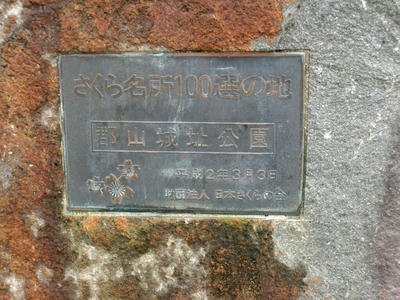 さくら名所100選の地
郡山城址公園
平成2年3月3日
財団法人 日本さくらの会